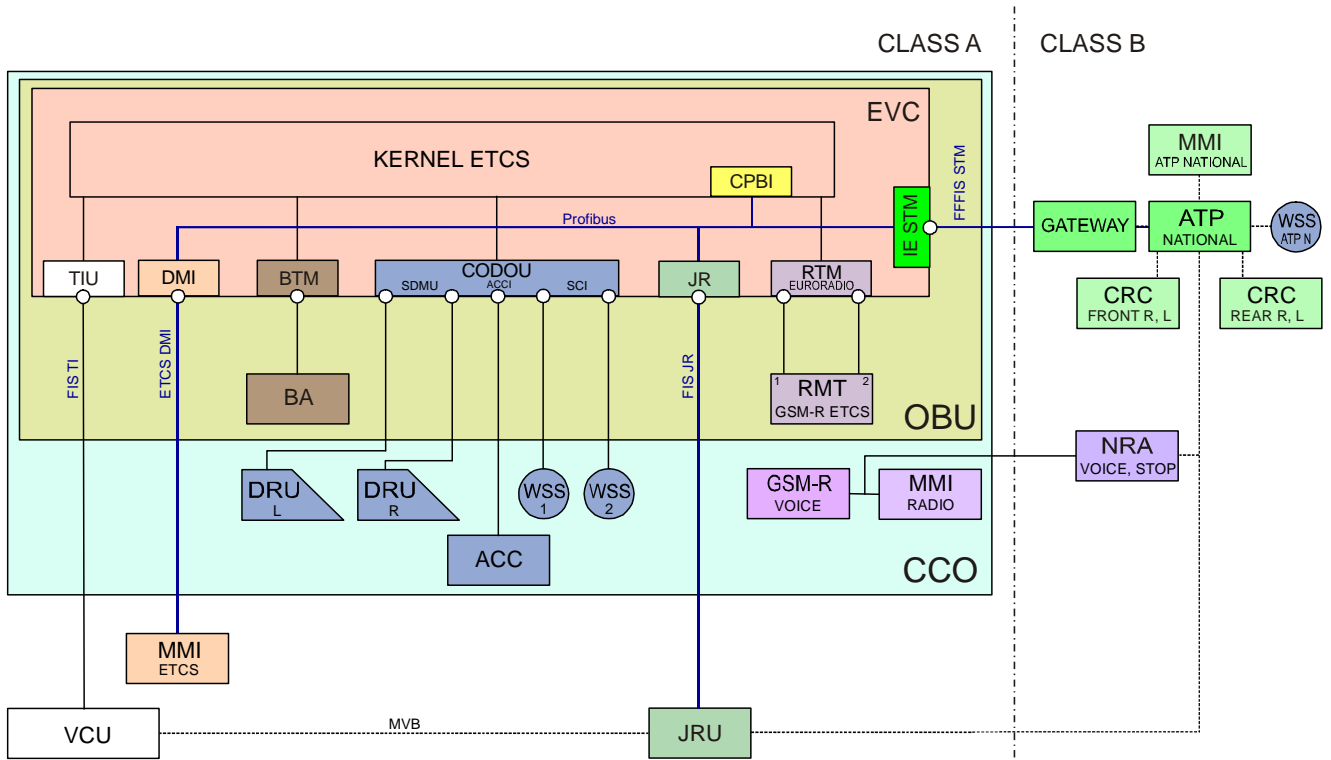 CLASS A
CLASS B
EVC
KERNEL ETCS
CPBI
Profibus
IE STM
FFFIS STM
TIU
DMI
BTM
CODOU
SDMU
ACCI
SCI
JR
RTM
EURORADIO
FIS TI
ETCS DMI
BA
FIS JR
1
2
RMT
GSM-R ETCS
OBU
DRU
L
DRU
R
WSS
1
WSS
2
ACC
GSM-R
VOICE
MMI
RADIO
CCO
MMI
ETCS
VCU
MVB
JRU
MMI
ATP NATIONAL
GATEWAY
ATP
NATIONAL
WSS
ATP N
CRC
FRONT R, L
CRC
REAR R, L
NRA
VOICE, STOP